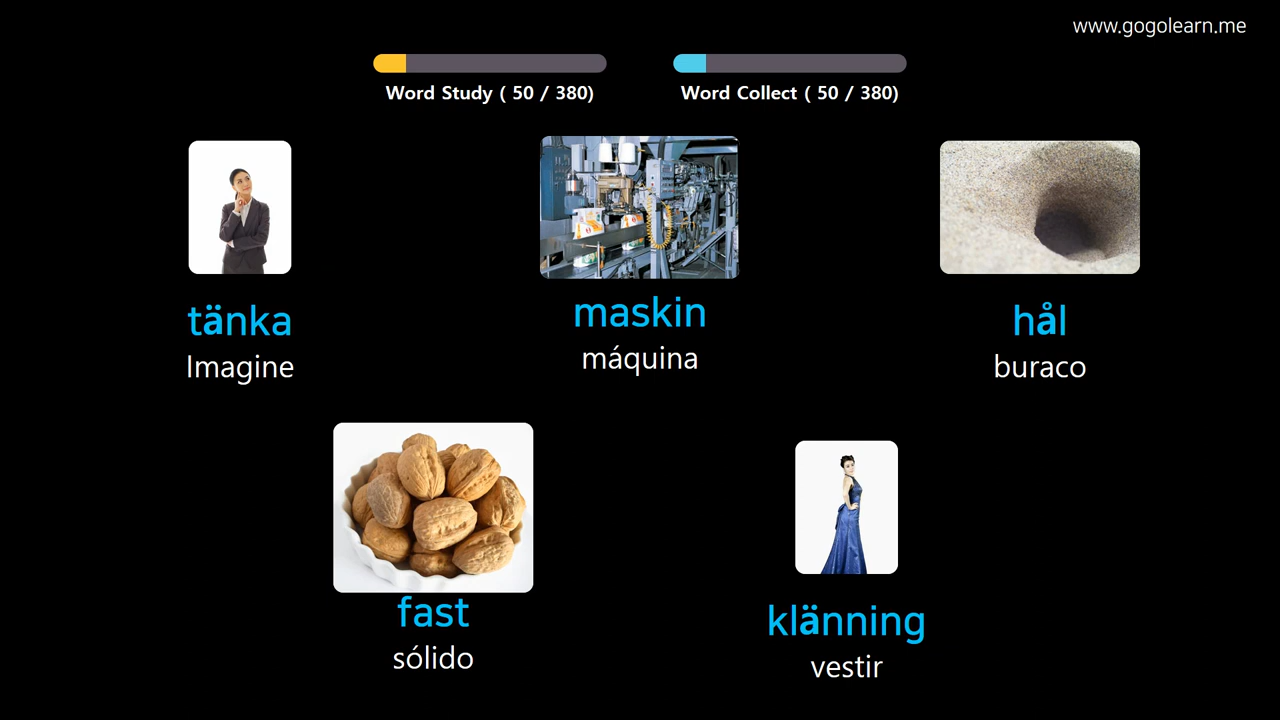 www.gogolearn.me
Word Study ( 50 / 380)
Word Collect ( 50 / 380)
tänka
Imagine
maskin
máquina
hål
buraco
fast
sólido
klänning
vestir